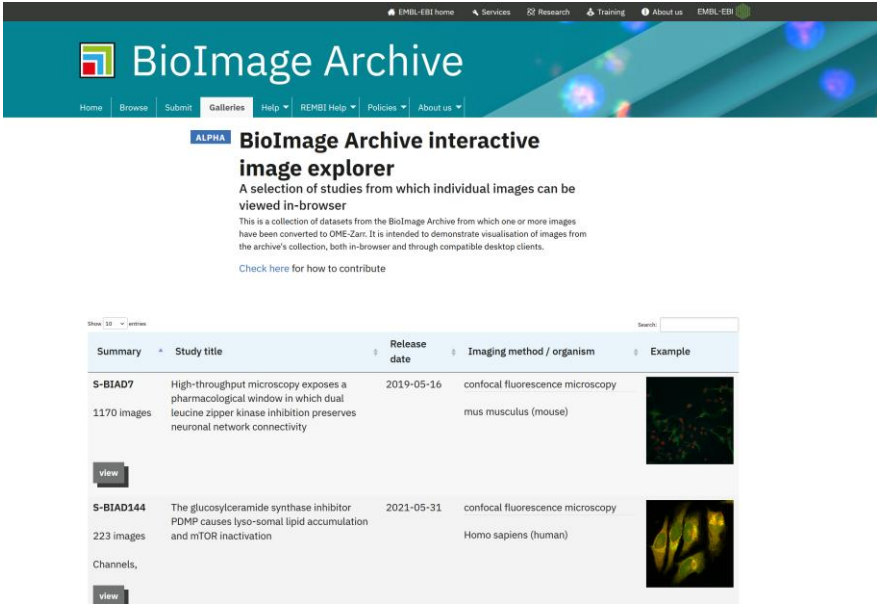 EMBL-EBI home Services Research Training About us EMBL-EBI
BioImage Archive
Home Browse Submit Galleries Help REMBI Help Policies About us
ALPHA BioImage Archive interactive
image explorer
A selection of studies from which individual images can be
viewed in-browser
This is a collection of datasets from the BioImage Archive from which one or more images
have been converted to OME-Zarr. It is intended to demonstrate visualisation of images from
the archive's collection, both in-browser and through compatible desktop clients.
Check here for how to contribute
Show 10 entries Search:
Summary Study title Release date Imaging method / organism Example
S-BIAD7 High-throughput microscopy exposes a 2019-05-16 confocal fluorescence microscopy
pharmacological window in which dual
1170 images leucine zipper kinase inhibition preserves mus musculus (mouse)
neuronal network connectivity
view
S-BIAD144 The glucosylceramide synthase inhibitor 2021-05-31 confocal fluorescence microscopy
PDMP causes lyso-somal lipid accumulation
223 images and mTOR inactivation Homo sapiens (human)
Channels,
view